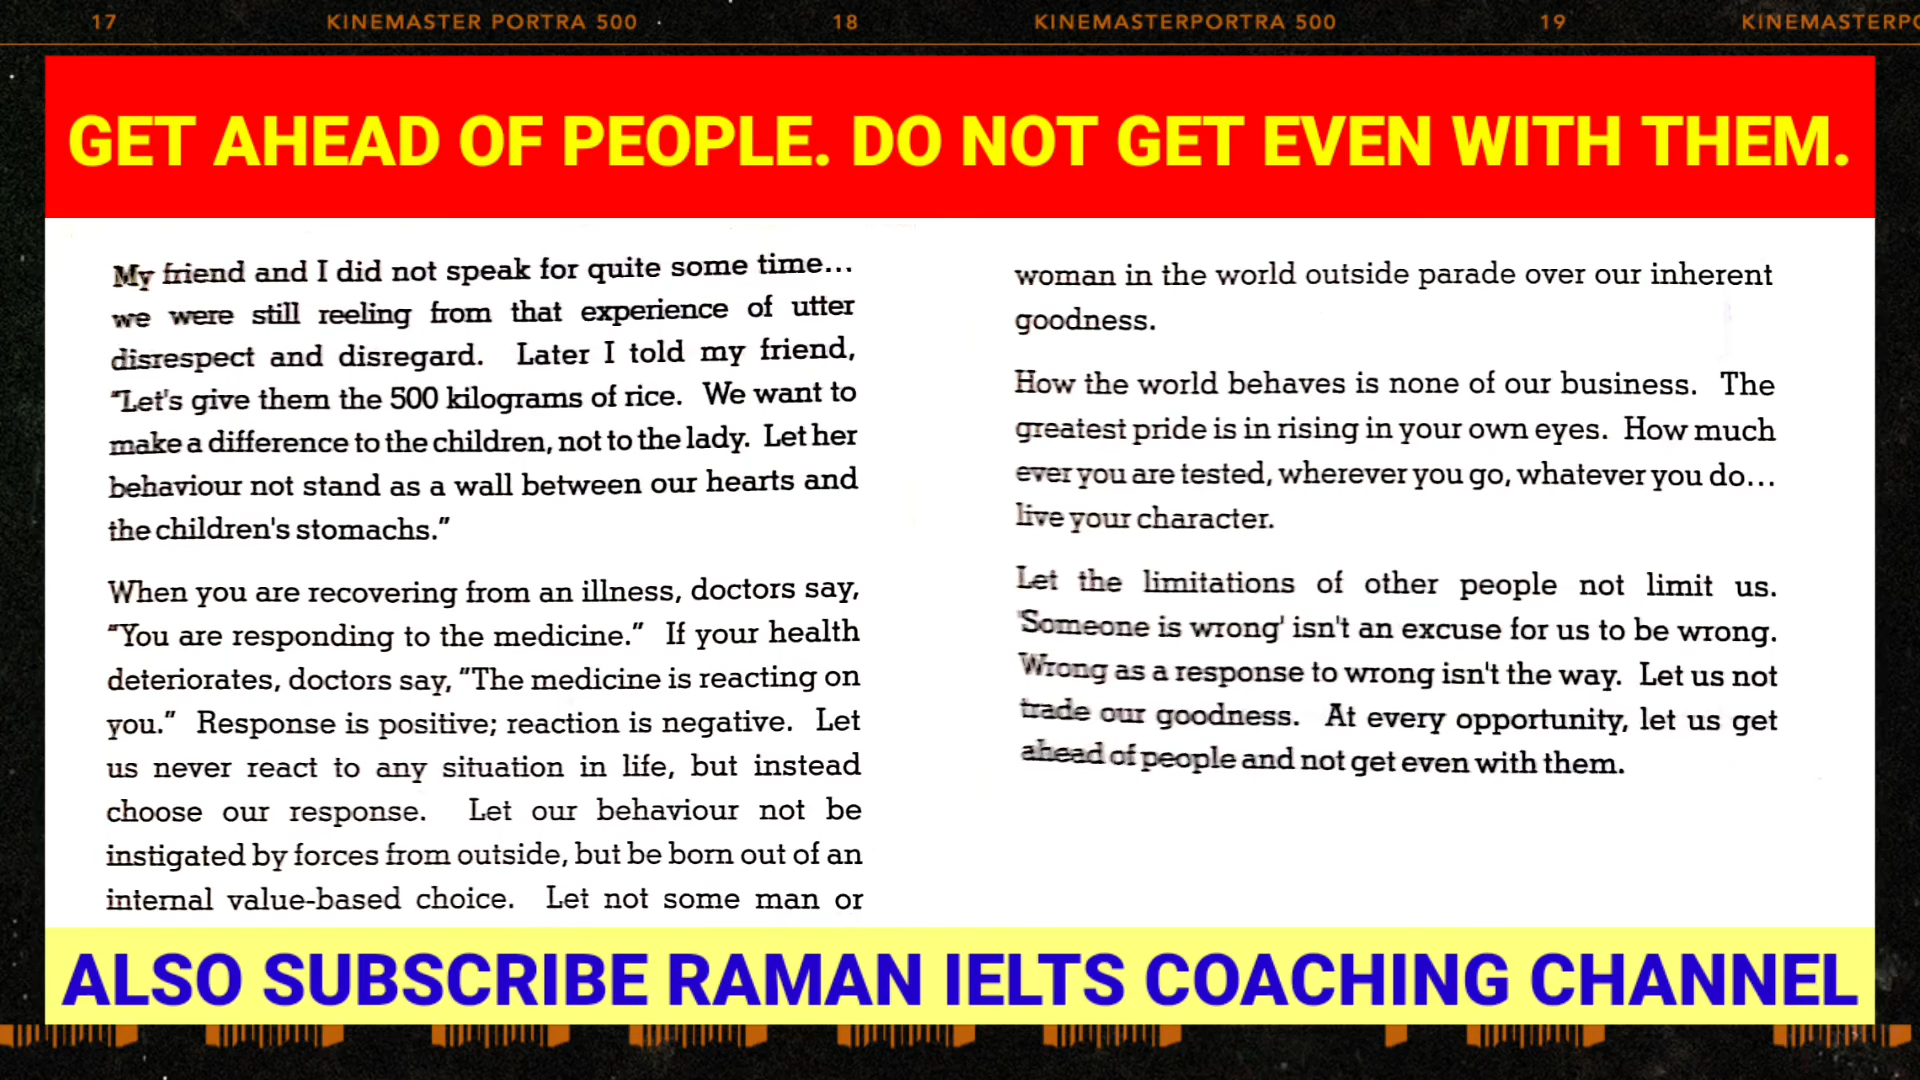 17 KINEMASTER PORTRA 500 18 KINEMASTERPORTRA 500 19 KINEMASTERPO
GET AHEAD OF PEOPLE. DO NOT GET EVEN WITH THEM.
My friend and I did not speak for quite some time...
we were still reeling from that experience of utter
disrespect and disregard. Later I told my friend,
"Let's give them the 500 kilograms of rice. We want to
make a difference to the children, not to the lady. Let her
behaviour not stand as a wall between our hearts and
the children's stomachs."
When you are recovering from an illness, doctors say,
"You are responding to the medicine." If your health
deteriorates, doctors say, "The medicine is reacting on
you." Response is positive; reaction is negative. Let
us never react to any situation in life, but instead
choose our response. Let our behaviour not be
instigated by forces from outside, but be born out of an
internal value-based choice. Let not some man or
woman in the world outside parade over our inherent
goodness.
How the world behaves is none of our business. The
greatest pride is in rising in your own eyes. How much
ever you are tested, wherever you go, whatever you do...
live your character.
Let the limitations of other people not limit us.
'Someone is wrong' isn't an excuse for us to be wrong.
Wrong as a response to wrong isn't the way. Let us not
trade our goodness. At every opportunity, let us get
ahead of people and not get even with them.
ALSO SUBSCRIBE RAMAN IELTS COACHING CHANNEL